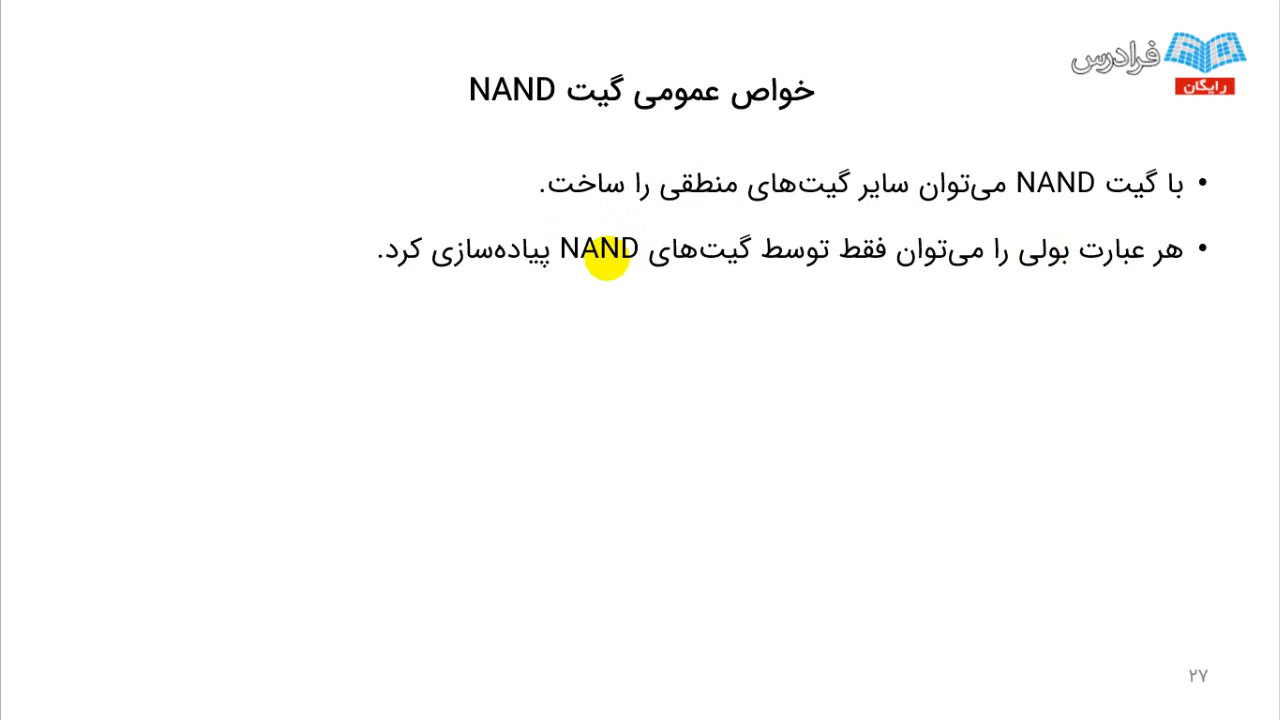 فرادرس
رایگان
خواص عمومی گیت NAND
• با گیت NAND می‌توان سایر گیت‌های منطقی را ساخت.
• هر عبارت بولی را می‌توان فقط توسط گیت‌های NAND پیاده‌سازی کرد.
۲۷